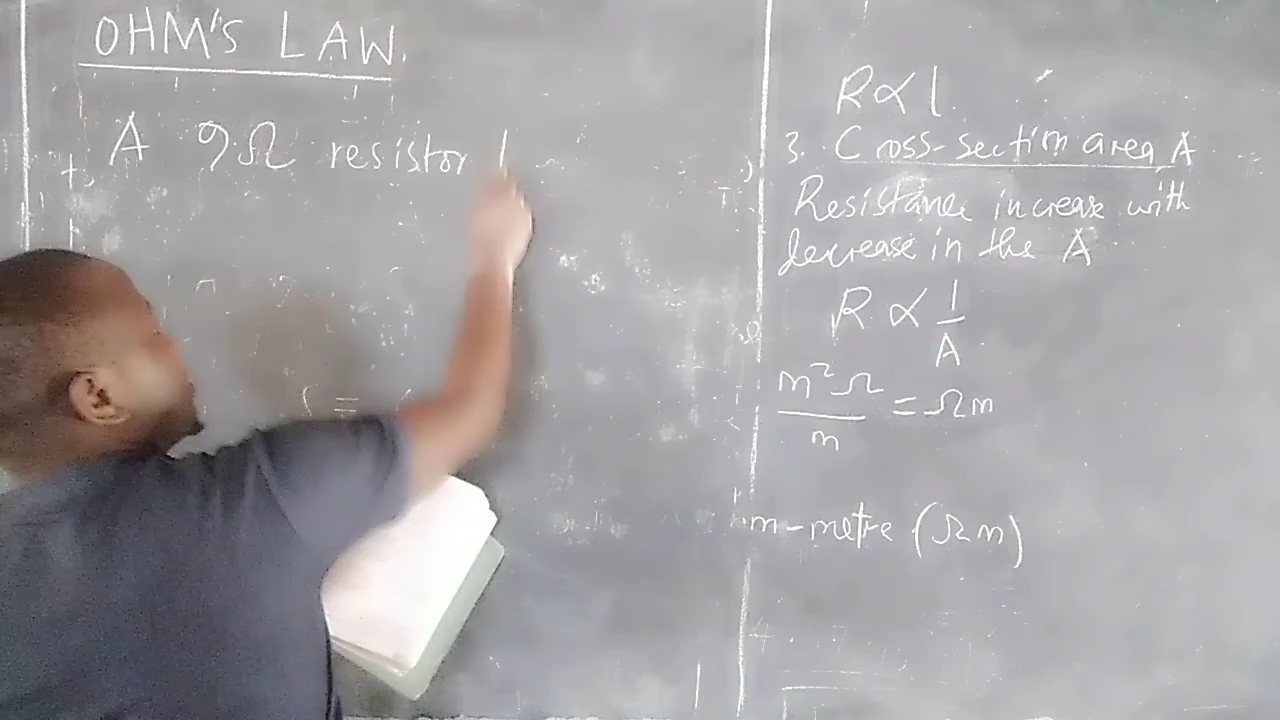 OHM'S LAW.
A 9Ω resistor
R ∝ l
3. Cross-section area A
Resistance increase with
decrease in the A
R ∝ 1/A
m²Ω/m = Ωm
m-metre (Ωm)